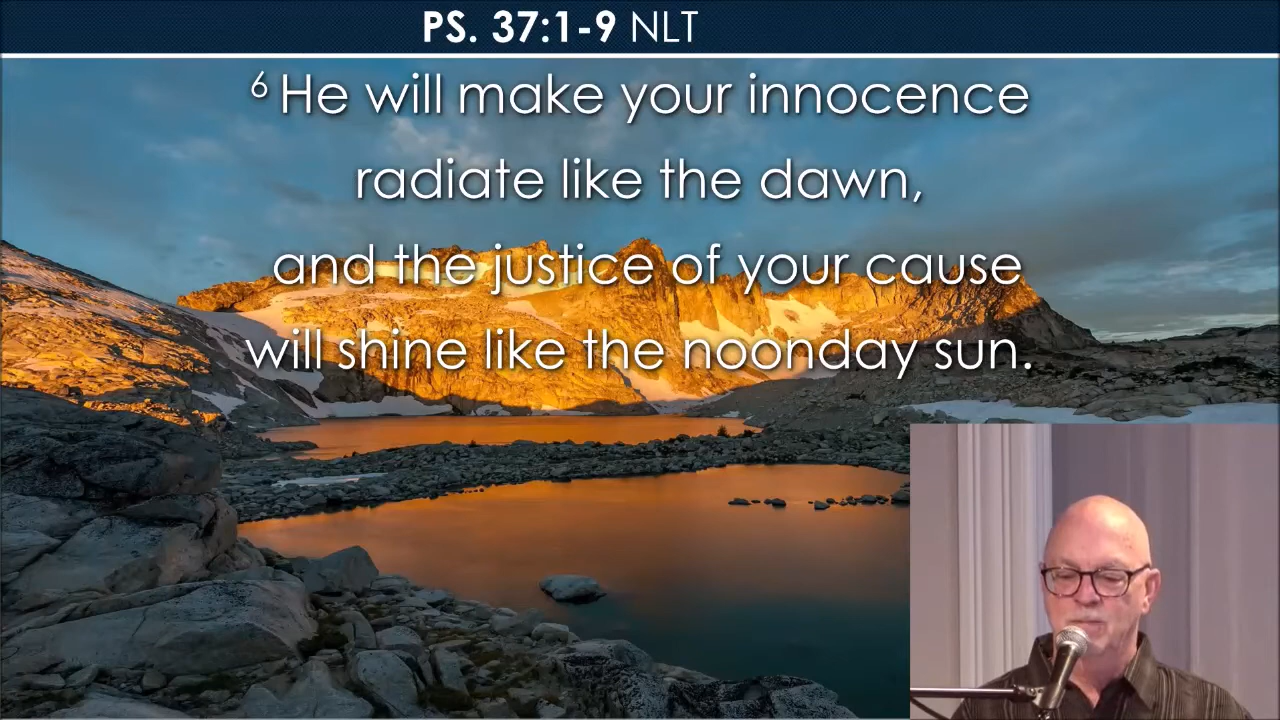 PS. 37:1-9 NLT
6 He will make your innocence
radiate like the dawn,
and the justice of your cause
will shine like the noonday sun.